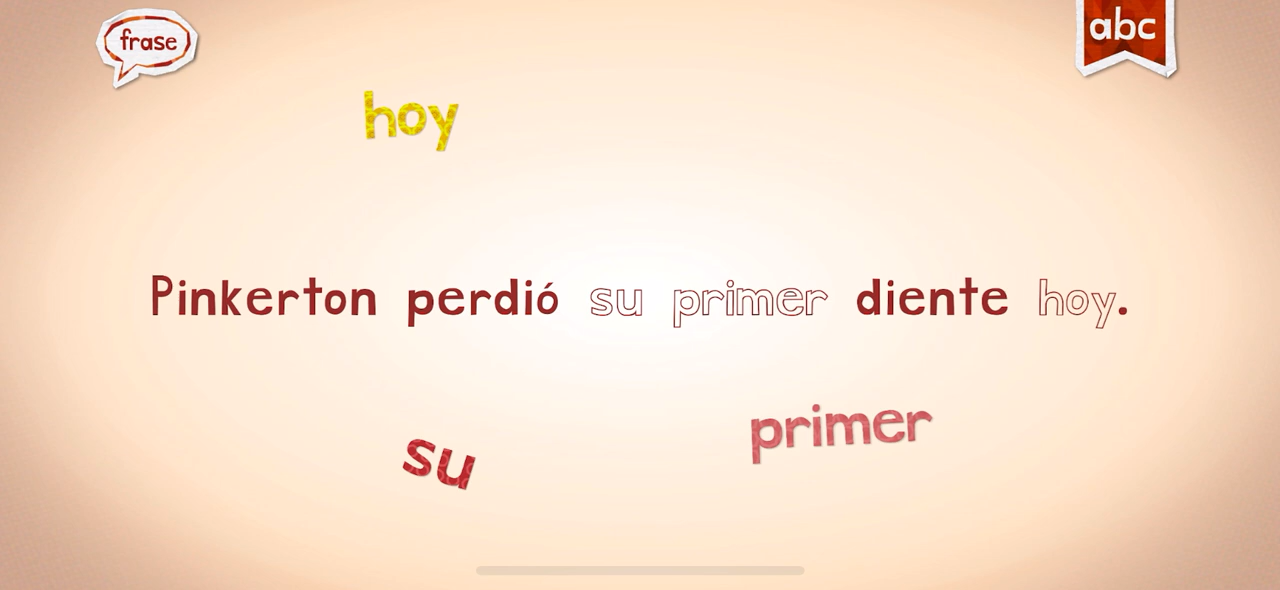 frase
abc
hoy
Pinkerton perdió su primer diente hoy.
primer
su